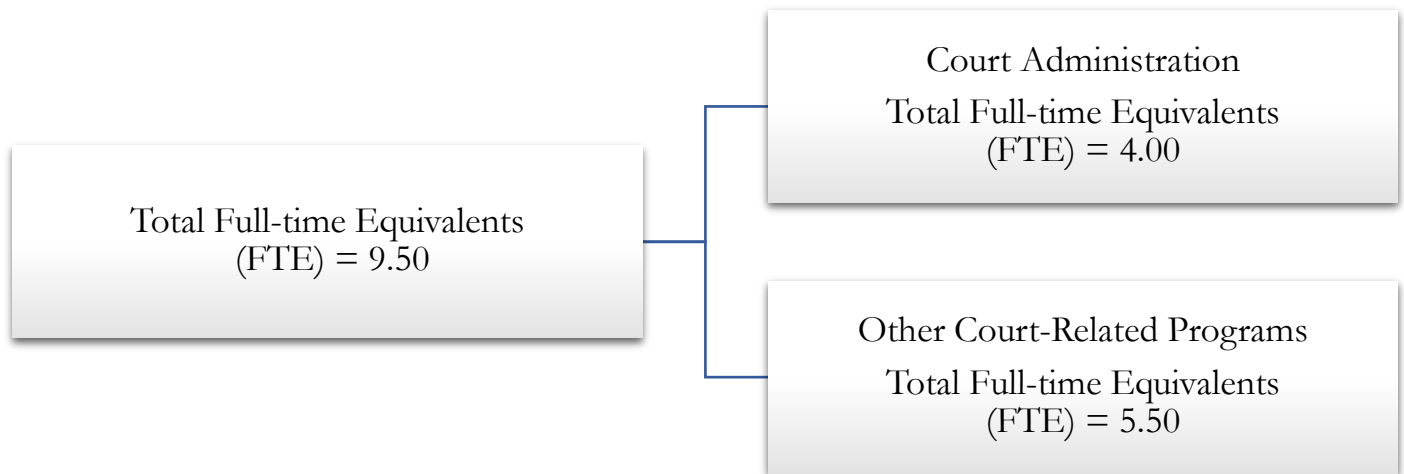 Total Full-time Equivalents
(FTE) = 9.50
Court Administration
Total Full-time Equivalents
(FTE) = 4.00
Other Court-Related Programs
Total Full-time Equivalents
(FTE) = 5.50